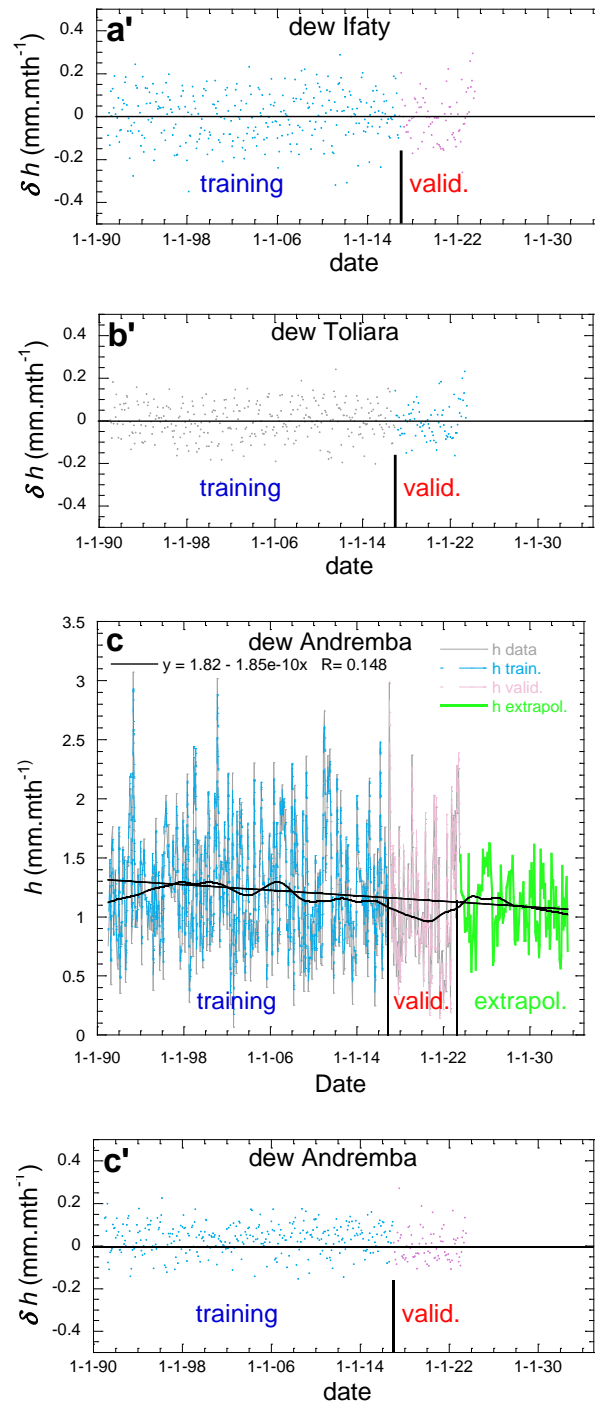 a'
dew Ifaty
0.4
0.2
0
-0.2
-0.4
δ h (mm.mth-1)
training
valid.
1-1-90 1-1-98 1-1-06 1-1-14 1-1-22 1-1-30
date
b'
dew Toliara
0.4
0.2
0
-0.2
-0.4
δ h (mm.mth-1)
training
valid.
1-1-90 1-1-98 1-1-06 1-1-14 1-1-22 1-1-30
date
c
dew Andremba
y = 1.82 - 1.85e-10x R= 0.148
h data
h train.
h valid.
h extrapol.
3.5
3
2.5
2
1.5
1
0.5
0
h (mm.mth-1)
training
valid.
extrapol.
1-1-90 1-1-98 1-1-06 1-1-14 1-1-22 1-1-30
Date
c'
dew Andremba
0.4
0.2
0
-0.2
-0.4
δ h (mm.mth-1)
training
valid.
1-1-90 1-1-98 1-1-06 1-1-14 1-1-22 1-1-30
date